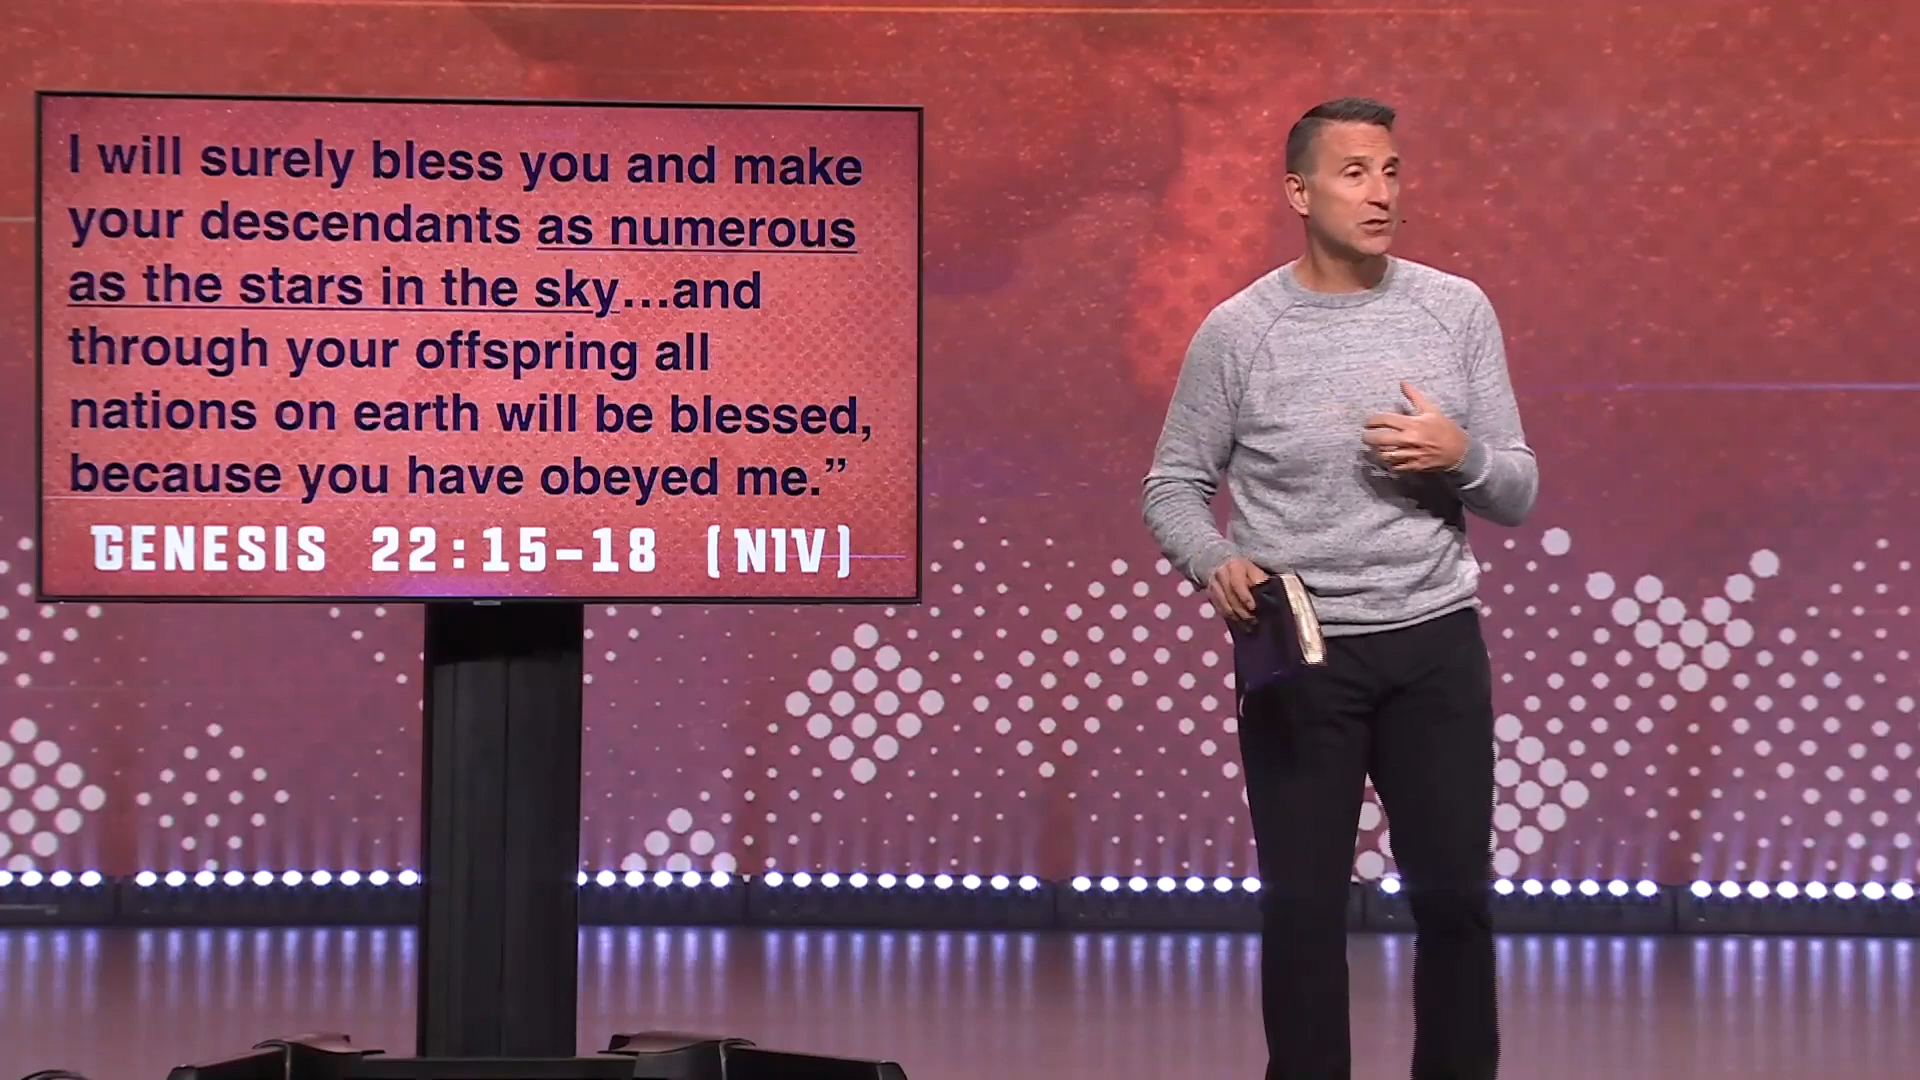 I will surely bless you and make
your descendants as numerous
as the stars in the sky...and
through your offspring all
nations on earth will be blessed,
because you have obeyed me.”
GENESIS 22:15-18 (NIV)